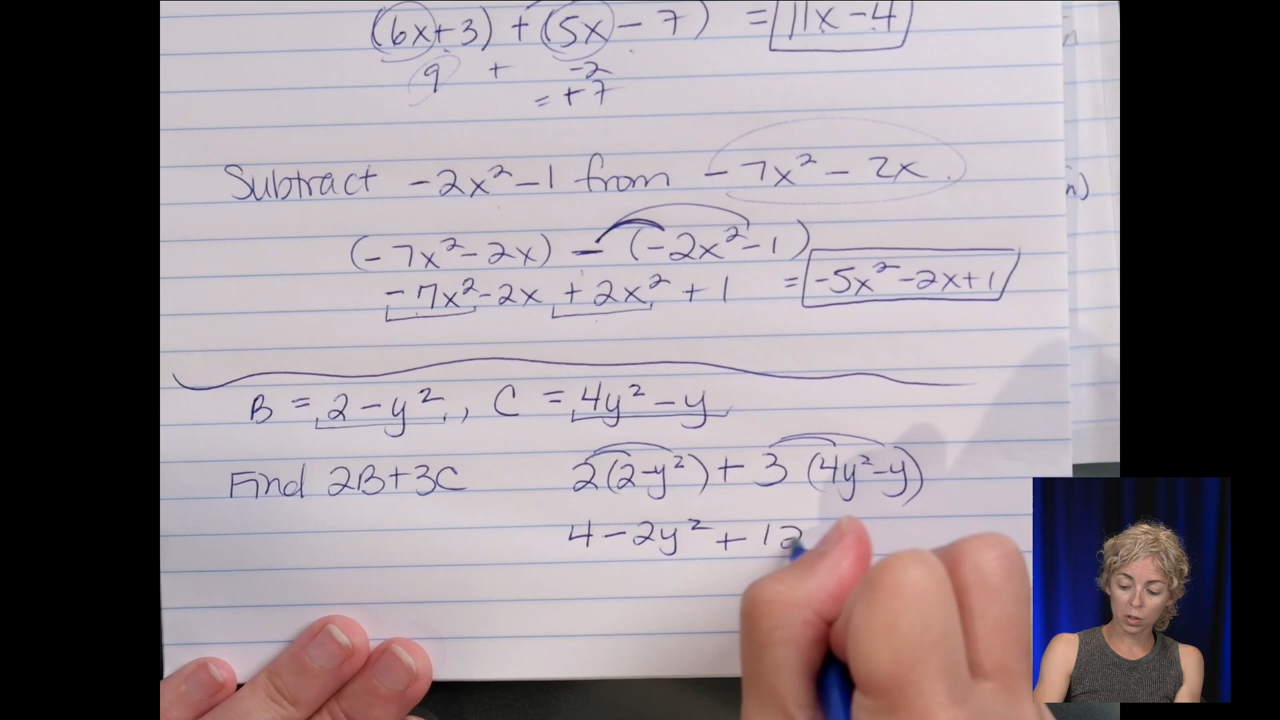 (6x+3) + (5x - 7) = 11x - 4
9 + -2
= +7
Subtract -2x² - 1 from -7x² - 2x.
(-7x² - 2x) - (-2x² - 1)
-7x² - 2x + 2x² + 1 = -5x² - 2x + 1
B = 2 - y², C = 4y² - y
Find 2B+3C 2(2-y²) + 3(4y²-y)
4 - 2y² + 12